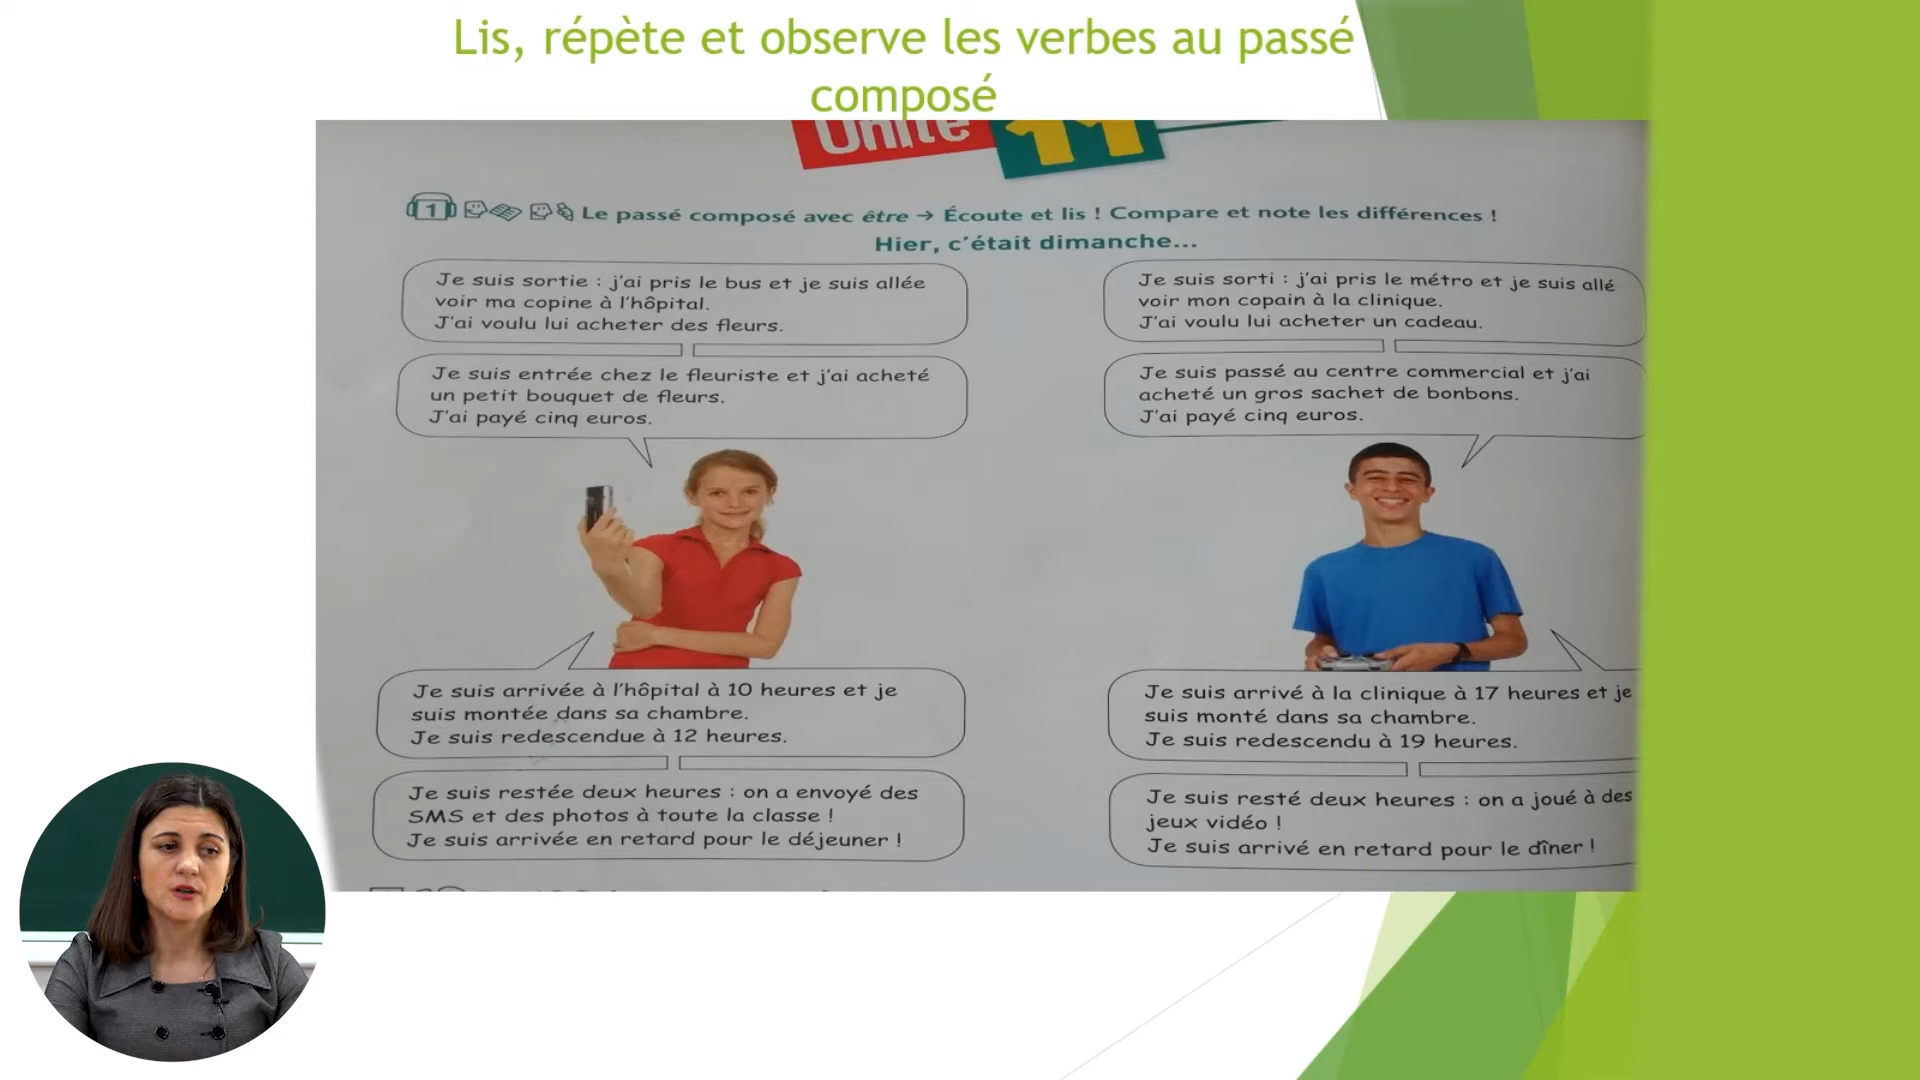 Lis, répète et observe les verbes au passé
composé
Unité 11
1 Le passé composé avec être → Écoute et lis ! Compare et note les différences !
Hier, c'était dimanche...
Je suis sortie : j'ai pris le bus et je suis allée
voir ma copine à l'hôpital.
J'ai voulu lui acheter des fleurs.
Je suis entrée chez le fleuriste et j'ai acheté
un petit bouquet de fleurs.
J'ai payé cinq euros.
Je suis arrivée à l'hôpital à 10 heures et je
suis montée dans sa chambre.
Je suis redescendue à 12 heures.
Je suis restée deux heures : on a envoyé des
SMS et des photos à toute la classe !
Je suis arrivée en retard pour le déjeuner !
Je suis sorti : j'ai pris le métro et je suis allé
voir mon copain à la clinique.
J'ai voulu lui acheter un cadeau.
Je suis passé au centre commercial et j'ai
acheté un gros sachet de bonbons.
J'ai payé cinq euros.
Je suis arrivé à la clinique à 17 heures et je
suis monté dans sa chambre.
Je suis redescendu à 19 heures.
Je suis resté deux heures : on a joué à des
jeux vidéo !
Je suis arrivé en retard pour le dîner !